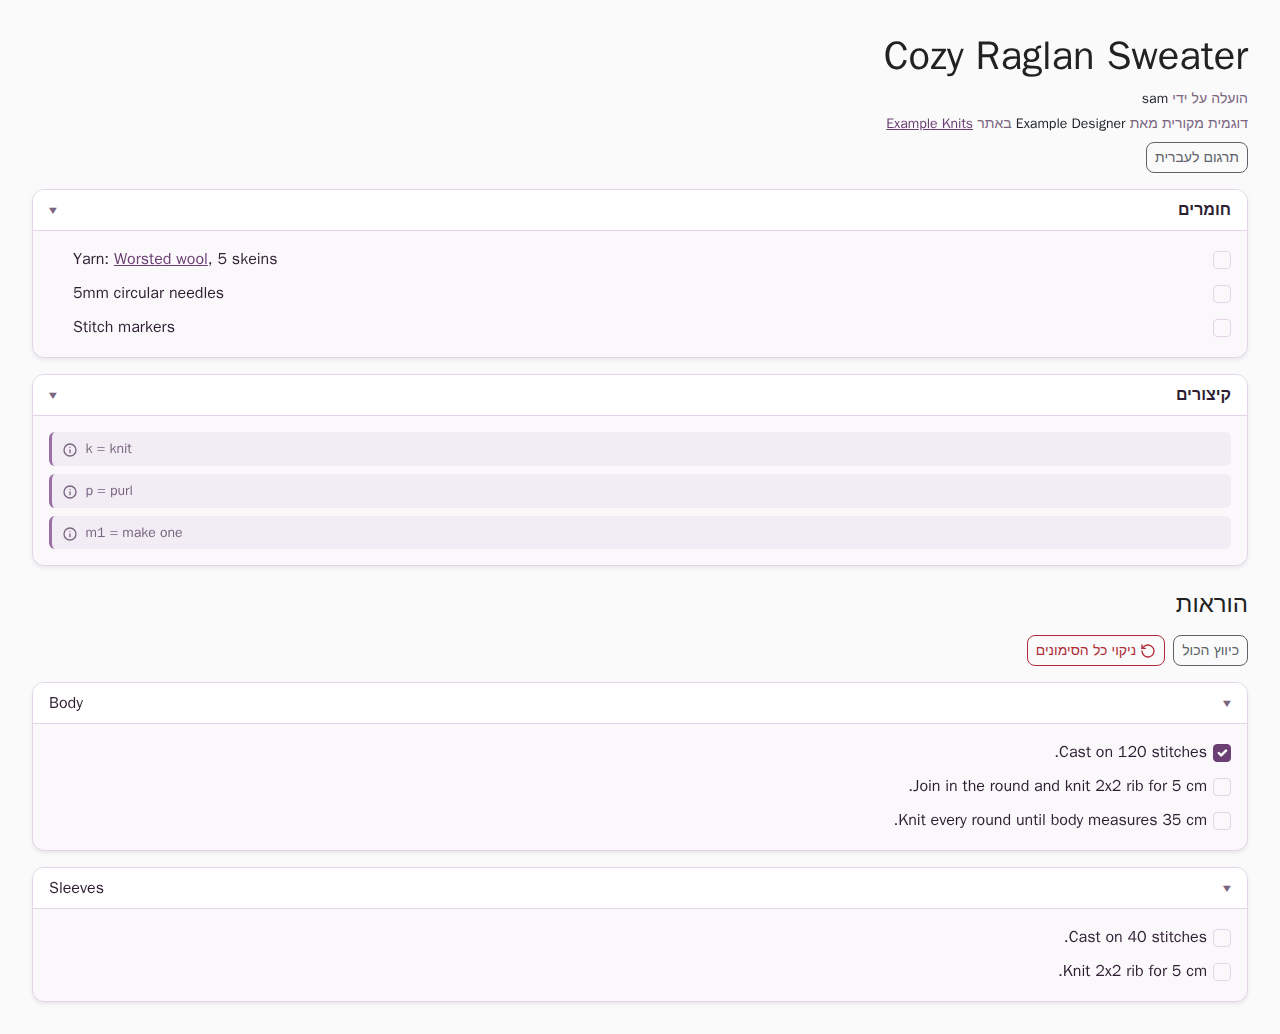 Cozy Raglan Sweater
הועלה על ידי sam
דוגמית מקורית מאת Example Designer באתר Example Knits
תרגום לעברית
חומרים
Yarn: Worsted wool, 5 skeins
5mm circular needles
Stitch markers
קיצורים
k = knit
p = purl
m1 = make one
הוראות
כיווץ הכול
ניקוי כל הסימונים
Body
Cast on 120 stitches.
Join in the round and knit 2x2 rib for 5 cm.
Knit every round until body measures 35 cm.
Sleeves
Cast on 40 stitches.
Knit 2x2 rib for 5 cm.